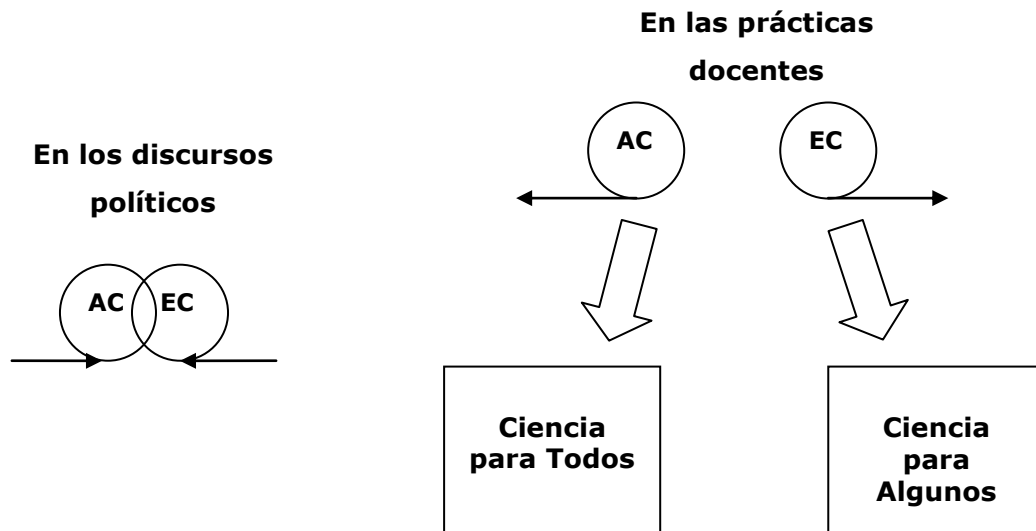 En los discursos
políticos
AC
EC
En las prácticas
docentes
AC
EC
Ciencia
para Todos
Ciencia
para
Algunos